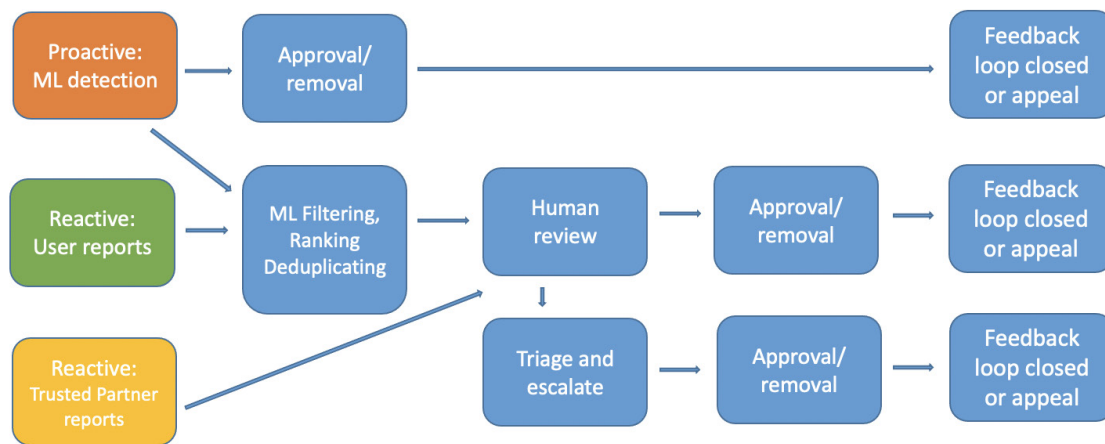 Proactive:
ML detection
Approval/
removal
Feedback
loop closed
or appeal
Reactive:
User reports
ML Filtering,
Ranking
Deduplicating
Human
review
Approval/
removal
Feedback
loop closed
or appeal
Reactive:
Trusted Partner
reports
Triage and
escalate
Approval/
removal
Feedback
loop closed
or appeal